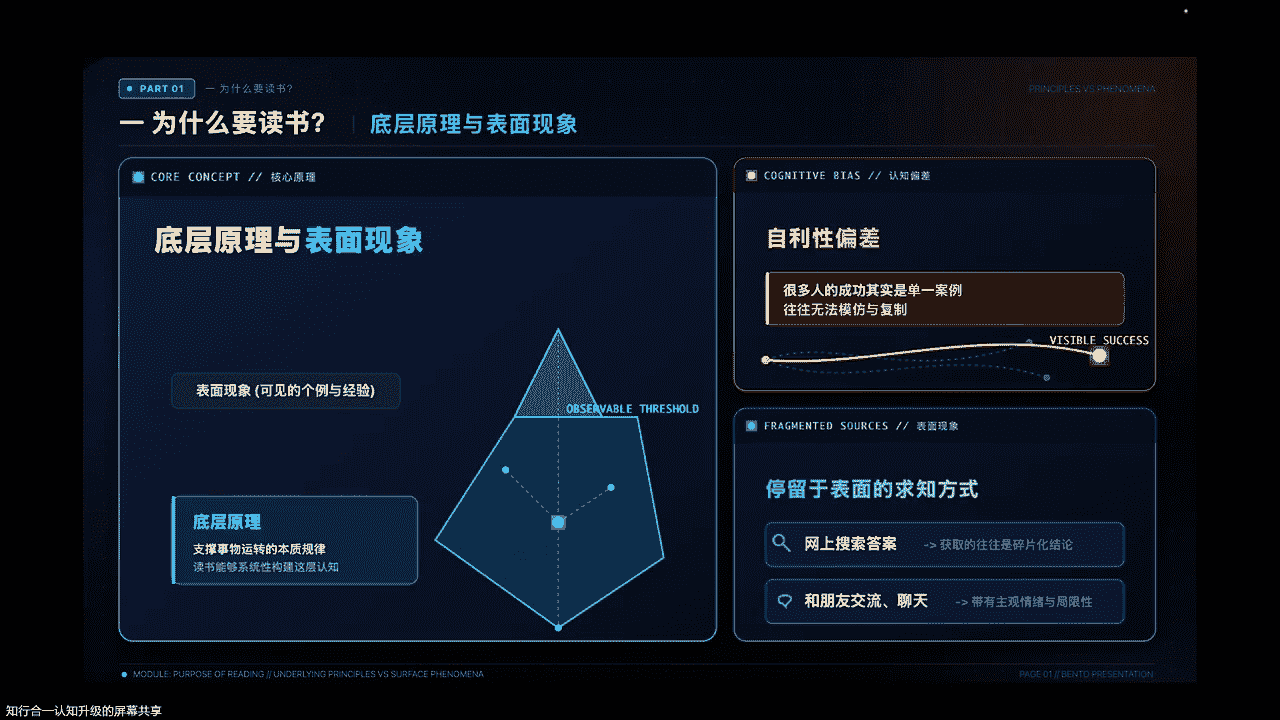 PART 01
一 为什么要读书?
PRINCIPLES VS PHENOMENA
一 为什么要读书?
底层原理与表面现象
CORE CONCEPT // 核心原理
底层原理与表面现象
表面现象 (可见的个例与经验)
OBSERVABLE THRESHOLD
底层原理
支撑事物运转的本质规律
读书能够系统性构建这层认知
COGNITIVE BIAS // 认知偏差
自利性偏差
很多人的成功其实是单一案例
往往无法模仿与复制
VISIBLE SUCCESS
FRAGMENTED SOURCES // 表面现象
停留于表面的求知方式
网上搜索答案 -> 获取的往往是碎片化结论
和朋友交流、聊天 -> 带有主观情绪与局限性
MODULE: PURPOSE OF READING // UNDERLYING PRINCIPLES VS SURFACE PHENOMENA
PAGE 01 // BENTO PRESENTATION
知行合一认知升级的屏幕共享